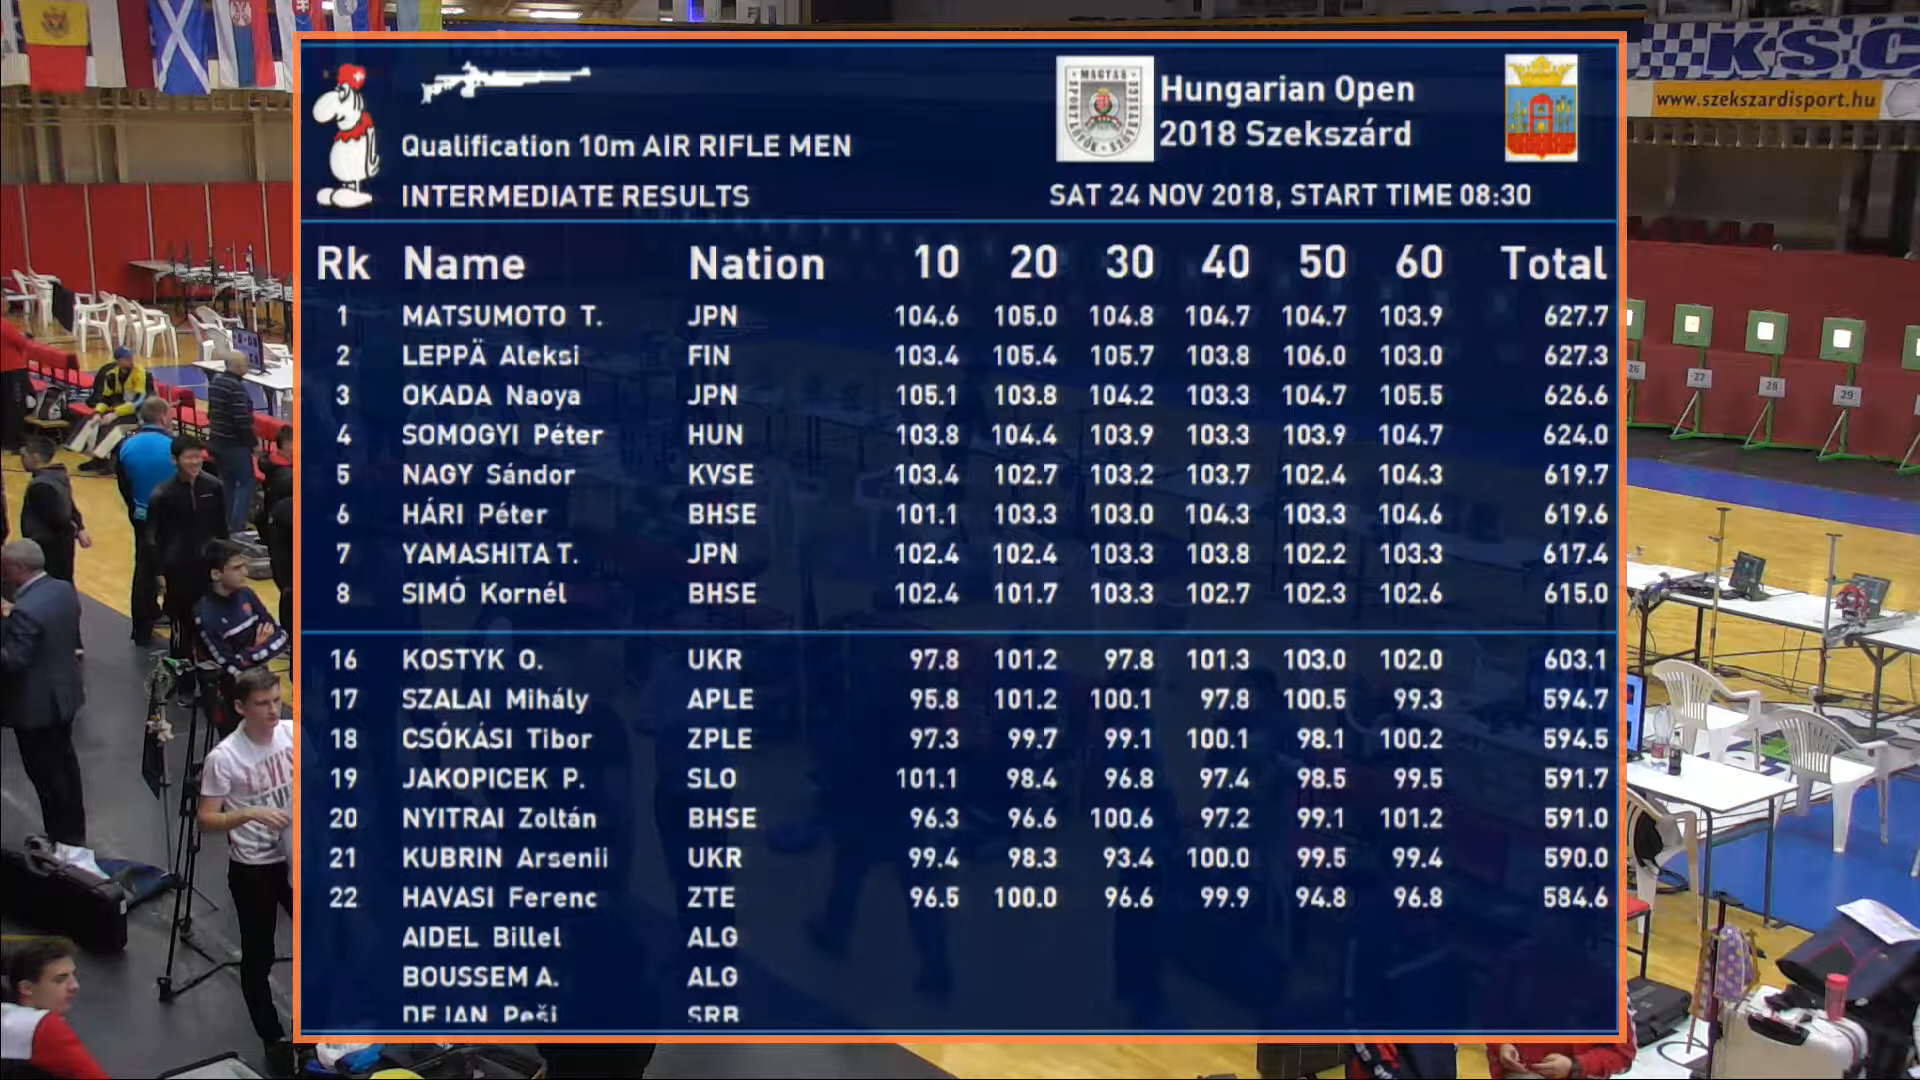 KSC
www.szekszardisport.hu
Qualification 10m AIR RIFLE MEN
INTERMEDIATE RESULTS
MAGYAR SPORTLÖVŐK SZÖVETSÉGE
Hungarian Open
2018 Szekszárd
SAT 24 NOV 2018, START TIME 08:30
Rk Name Nation 10 20 30 40 50 60 Total
1 MATSUMOTO T. JPN 104.6 105.0 104.8 104.7 104.7 103.9 627.7
2 LEPPÄ Aleksi FIN 103.4 105.4 105.7 103.8 106.0 103.0 627.3
3 OKADA Naoya JPN 105.1 103.8 104.2 103.3 104.7 105.5 626.6
4 SOMOGYI Péter HUN 103.8 104.4 103.9 103.3 103.9 104.7 624.0
5 NAGY Sándor KVSE 103.4 102.7 103.2 103.7 102.4 104.3 619.7
6 HÁRI Péter BHSE 101.1 103.3 103.0 104.3 103.3 104.6 619.6
7 YAMASHITA T. JPN 102.4 102.4 103.3 103.8 102.2 103.3 617.4
8 SIMÓ Kornél BHSE 102.4 101.7 103.3 102.7 102.3 102.6 615.0
16 KOSTYK O. UKR 97.8 101.2 97.8 101.3 103.0 102.0 603.1
17 SZALAI Mihály APLE 95.8 101.2 100.1 97.8 100.5 99.3 594.7
18 CSÓKÁSI Tibor ZPLE 97.3 99.7 99.1 100.1 98.1 100.2 594.5
19 JAKOPICEK P. SLO 101.1 98.4 96.8 97.4 98.5 99.5 591.7
20 NYITRAI Zoltán BHSE 96.3 96.6 100.6 97.2 99.1 101.2 591.0
21 KUBRIN Arsenii UKR 99.4 98.3 93.4 100.0 99.5 99.4 590.0
22 HAVASI Ferenc ZTE 96.5 100.0 96.6 99.9 94.8 96.8 584.6
AIDEL Billel ALG
BOUSSEM A. ALG
DEJAN Peši SRB
26 27 28 29